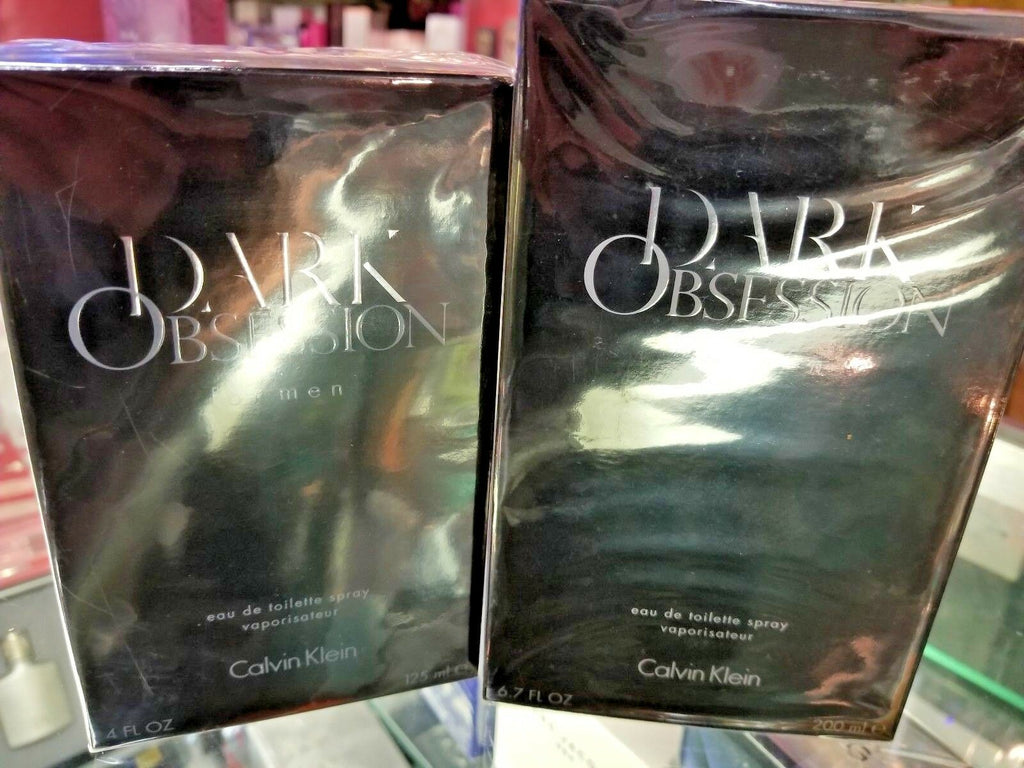 DARK
OBSESSION
for men
eau de toilette spray
vaporisateur
Calvin Klein
4 FL OZ
125 ml e
DARK
OBSESSION
eau de toilette spray
vaporisateur
Calvin Klein
6.7 FL OZ
200 ml e